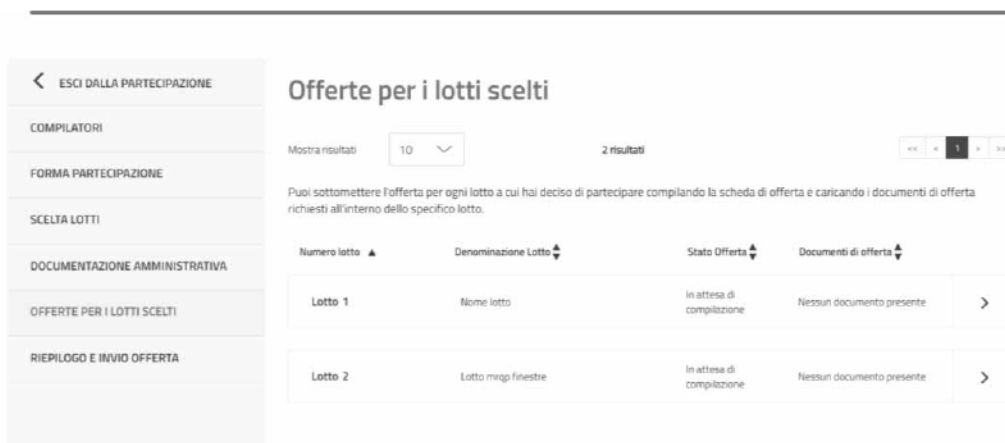 ESCI DALLA PARTECIPAZIONE
COMPILATORI
FORMA PARTECIPAZIONE
SCELTA LOTTI
DOCUMENTAZIONE AMMINISTRATIVA
OFFERTE PER I LOTTI SCELTI
RIEPILOGO E INVIO OFFERTA
Offerte per i lotti scelti
Mostra risultati 10 2 risultati << < 1 > >>
Puoi sottomettere l'offerta per ogni lotto a cui hai deciso di partecipare compilando la scheda di offerta e caricando i documenti di offerta
richiesti all'interno dello specifico lotto.
Numero lotto ▲ Denominazione Lotto Stato Offerta Documenti di offerta
Lotto 1 Nome lotto In attesa di compilazione Nessun documento presente >
Lotto 2 Lotto mrqp finestre In attesa di compilazione Nessun documento presente >